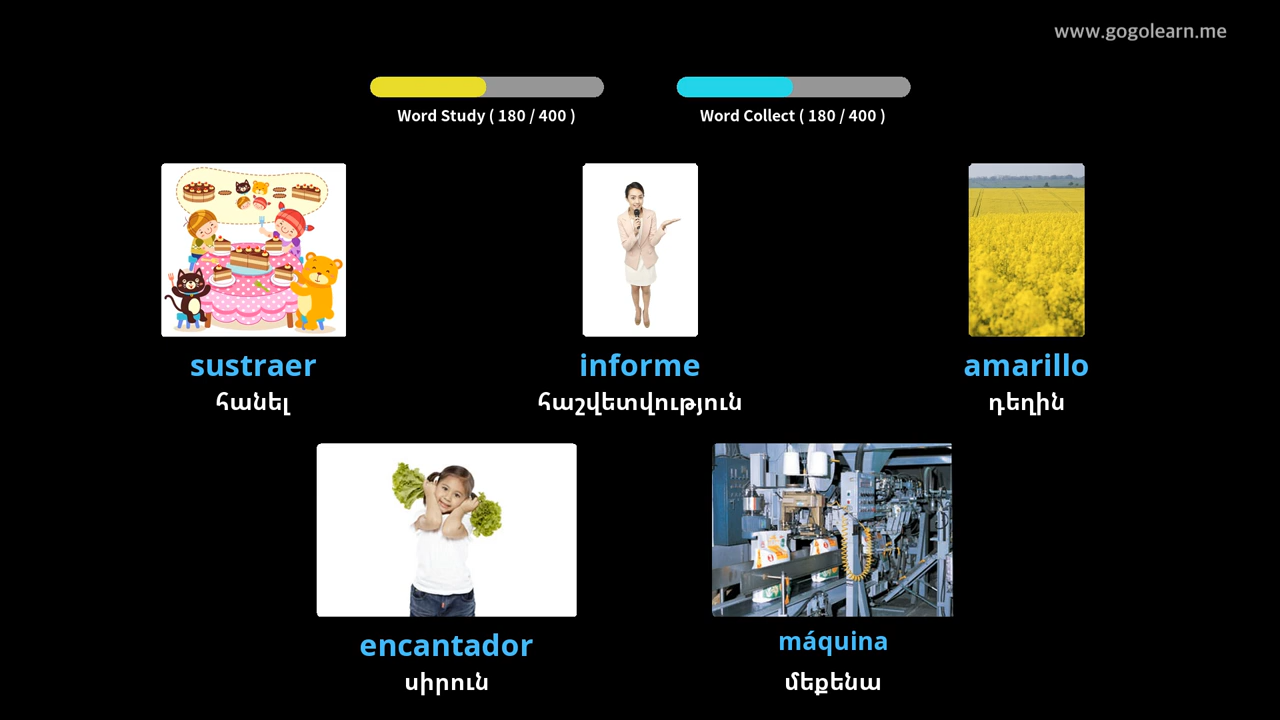 www.gogolearn.me
Word Study ( 180 / 400 )
Word Collect ( 180 / 400 )
sustraer
հանել
informe
հաշվետվություն
amarillo
դեղին
encantador
սիրուն
máquina
մեքենա